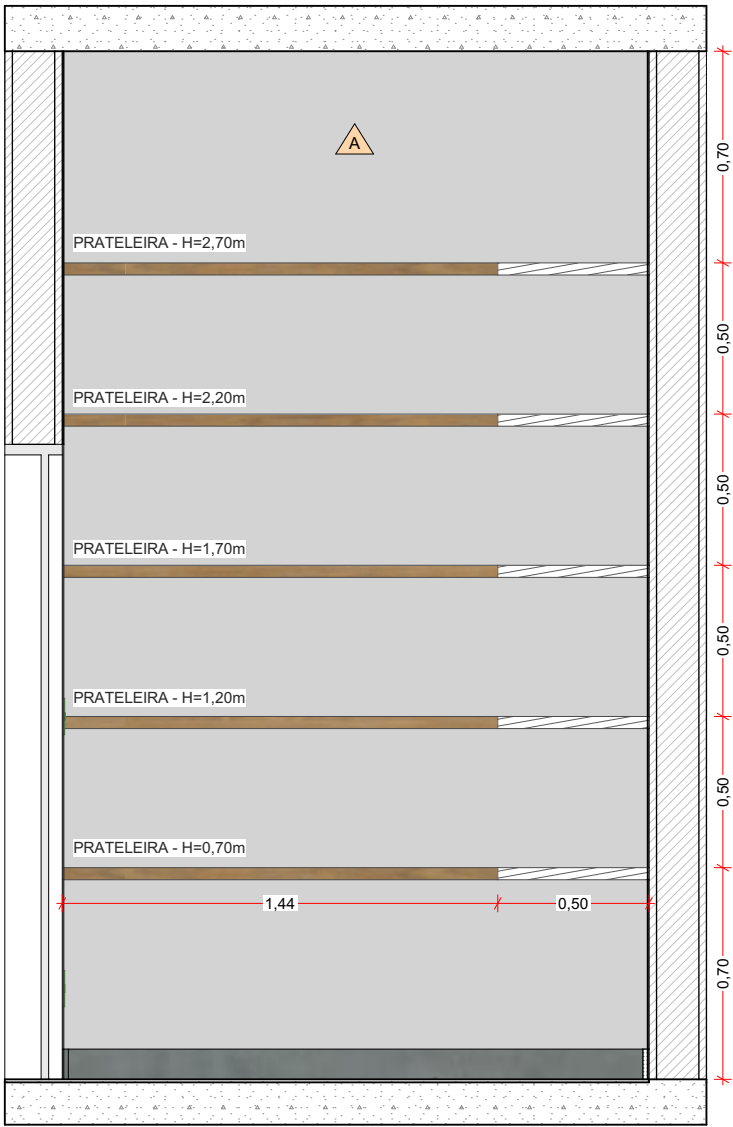 A
0,70
PRATELEIRA - H=2,70m
0,50
PRATELEIRA - H=2,20m
0,50
PRATELEIRA - H=1,70m
0,50
PRATELEIRA - H=1,20m
0,50
PRATELEIRA - H=0,70m
1,44
0,50
0,70